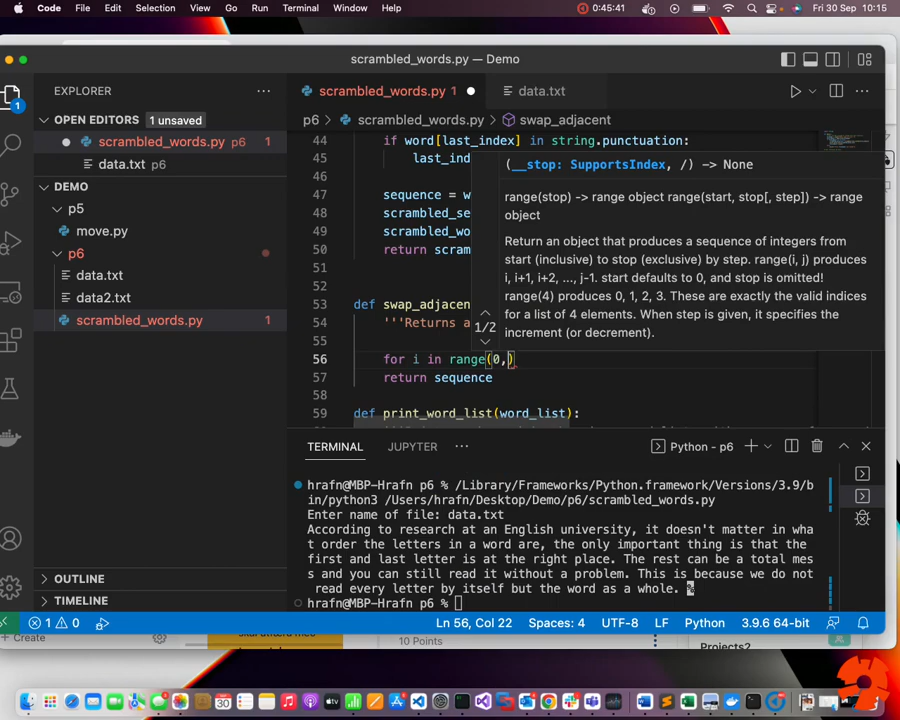 Code File Edit Selection View Go Run Terminal Window Help 0:45:41 Fri 30 Sep 10:15
scrambled_words.py — Demo
EXPLORER
scrambled_words.py 1
data.txt
OPEN EDITORS 1 unsaved
p6 > scrambled_words.py > swap_adjacent
scrambled_words.py p6 1
data.txt p6
DEMO
p5
move.py
p6
data.txt
data2.txt
scrambled_words.py 1
44 if word[last_index] in string.punctuation:
45 last_ind
46
47 sequence = w
48 scrambled_se
49 scrambled_wo
50 return scram
51
52
53 def swap_adjacen
54 '''Returns a
55
56 for i in range(0,)
57 return sequence
58
59 def print_word_list(word_list):
(__stop: SupportsIndex, /) -> None
range(stop) -> range object range(start, stop[, step]) -> range
object
Return an object that produces a sequence of integers from
start (inclusive) to stop (exclusive) by step. range(i, j) produces
i, i+1, i+2, ..., j-1. start defaults to 0, and stop is omitted!
range(4) produces 0, 1, 2, 3. These are exactly the valid indices
for a list of 4 elements. When step is given, it specifies the
increment (or decrement).
1/2
TERMINAL JUPYTER Python - p6
hrafn@MBP-Hrafn p6 % /Library/Frameworks/Python.framework/Versions/3.9/b
in/python3 /Users/hrafn/Desktop/Demo/p6/scrambled_words.py
Enter name of file: data.txt
According to research at an English university, it doesn't matter in wha
t order the letters in a word are, the only important thing is that the
first and last letter is at the right place. The rest can be a total mes
s and you can still read it without a problem. This is because we do not
read every letter by itself but the word as a whole. %
hrafn@MBP-Hrafn p6 %
OUTLINE
TIMELINE
1 0 Ln 56, Col 22 Spaces: 4 UTF-8 LF Python 3.9.6 64-bit
Create
10 Points
Projects?